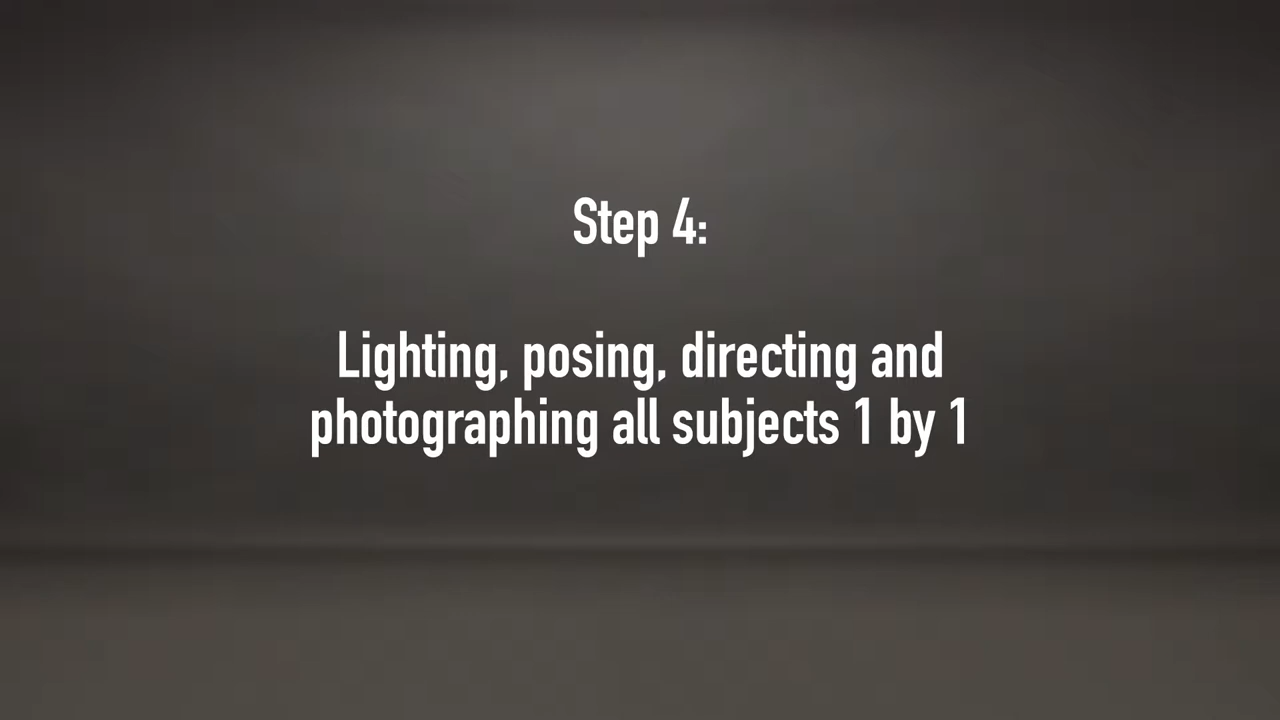 Step 4:
Lighting, posing, directing and
photographing all subjects 1 by 1